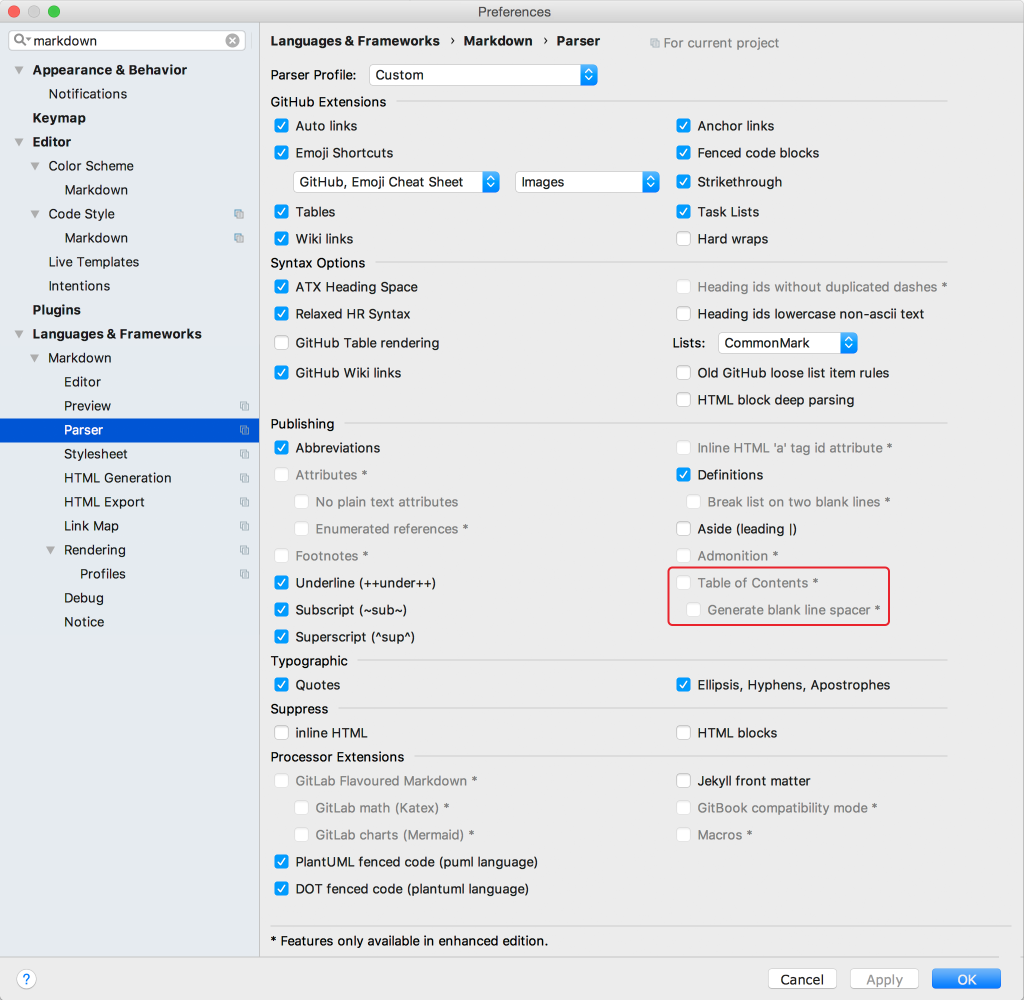 Preferences
markdown
Appearance & Behavior
Notifications
Keymap
Editor
Color Scheme
Markdown
Code Style
Markdown
Live Templates
Intentions
Plugins
Languages & Frameworks
Markdown
Editor
Preview
Parser
Stylesheet
HTML Generation
HTML Export
Link Map
Rendering
Profiles
Debug
Notice
?
Languages & Frameworks › Markdown › Parser
For current project
Parser Profile: Custom
GitHub Extensions
Auto links
Anchor links
Emoji Shortcuts
Fenced code blocks
GitHub, Emoji Cheat Sheet
Images
Strikethrough
Tables
Task Lists
Wiki links
Hard wraps
Syntax Options
ATX Heading Space
Heading ids without duplicated dashes *
Relaxed HR Syntax
Heading ids lowercase non-ascii text
GitHub Table rendering
Lists: CommonMark
GitHub Wiki links
Old GitHub loose list item rules
HTML block deep parsing
Publishing
Abbreviations
Inline HTML 'a' tag id attribute *
Attributes *
Definitions
No plain text attributes
Break list on two blank lines *
Enumerated references *
Aside (leading |)
Footnotes *
Admonition *
Underline (++under++)
Table of Contents *
Subscript (~sub~)
Generate blank line spacer *
Superscript (^sup^)
Typographic
Quotes
Ellipsis, Hyphens, Apostrophes
Suppress
inline HTML
HTML blocks
Processor Extensions
GitLab Flavoured Markdown *
Jekyll front matter
GitLab math (Katex) *
GitBook compatibility mode *
GitLab charts (Mermaid) *
Macros *
PlantUML fenced code (puml language)
DOT fenced code (plantuml language)
* Features only available in enhanced edition.
Cancel
Apply
OK